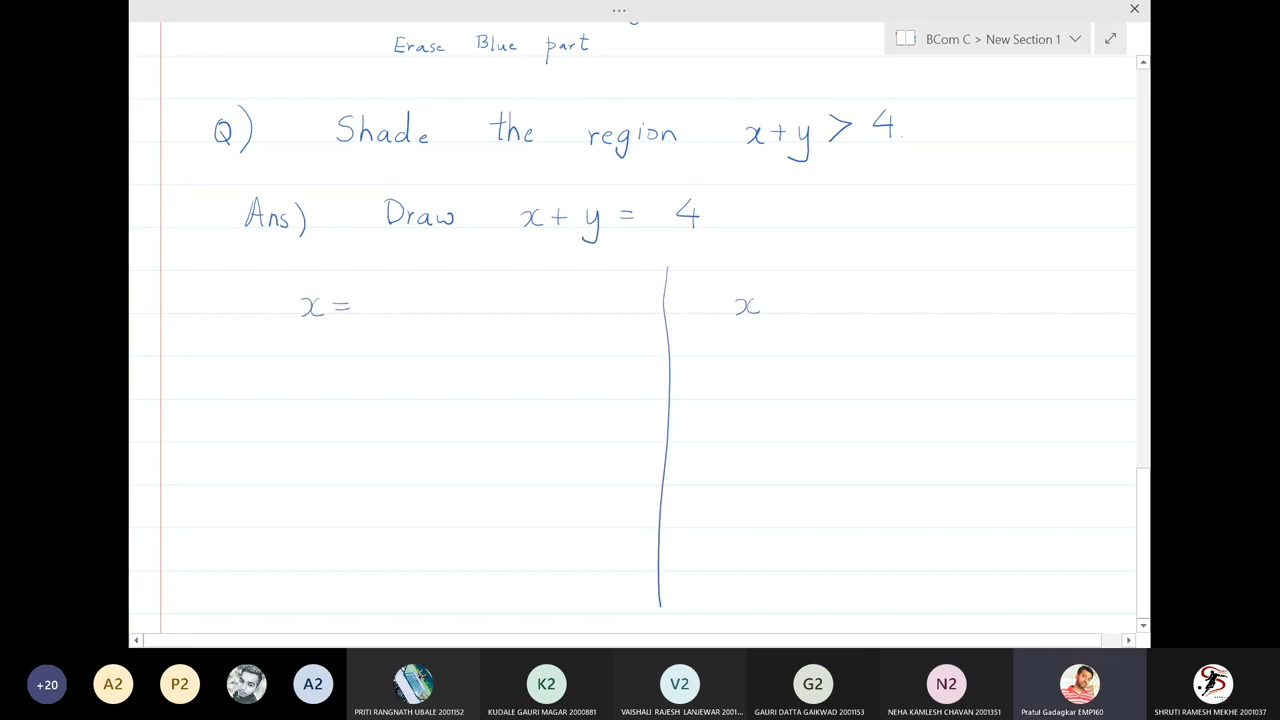 Erase Blue part
BCom C > New Section 1
Q) Shade the region x+y > 4.
Ans) Draw x+y = 4
x =
x
+20
A2
P2
A2
K2
V2
G2
N2
PRITI RANGNATH UBALE 2001152
KUDALE GAURI MAGAR 2000881
VAISHALI RAJESH LANJEWAR 2001...
GAURI DATTA GAIKWAD 2001153
NEHA KAMLESH CHAVAN 2001351
Pratul Gadagkar EMP160
SHRUTI RAMESH MEKHE 2001037